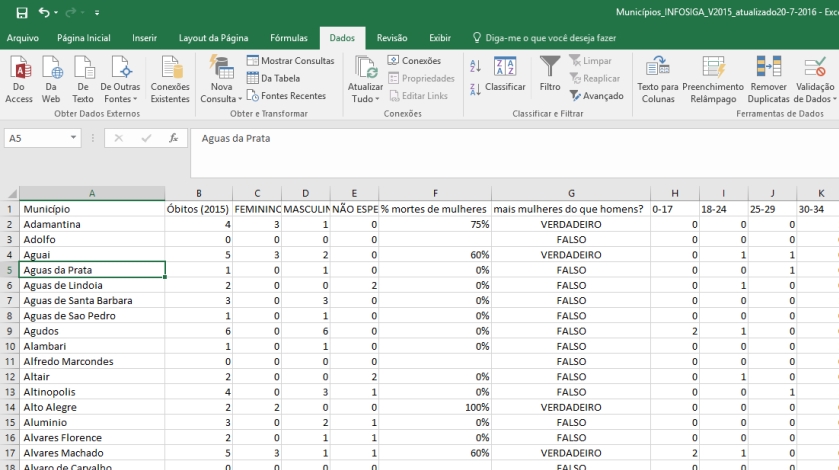 Municípios_INFOSIGA_V2015_atualizado20-7-2016 - Exce
Arquivo Página Inicial Inserir Layout da Página Fórmulas Dados Revisão Exibir Diga-me o que você deseja fazer
Do Access Da Web De Texto De Outras Fontes Conexões Existentes
Obter Dados Externos
Nova Consulta Mostrar Consultas Da Tabela Fontes Recentes
Obter e Transformar
Atualizar Tudo Conexões Propriedades Editar Links
Conexões
Classificar Filtro Limpar Reaplicar Avançado
Classificar e Filtrar
Texto para Colunas Preenchimento Relâmpago Remover Duplicatas Validação de Dados
Ferramentas de Dados
A5 fx Aguas da Prata
A B C D E F G H I J K
1 Município Óbitos (2015) FEMININO MASCULIN NÃO ESPE % mortes de mulheres mais mulheres do que homens? 0-17 18-24 25-29 30-34
2 Adamantina 4 3 1 0 75% VERDADEIRO 0 0 0
3 Adolfo 0 0 0 0 FALSO 0 0 0
4 Aguai 5 3 2 0 60% VERDADEIRO 0 1 1
5 Aguas da Prata 1 0 1 0 0% FALSO 0 0 1
6 Aguas de Lindoia 2 0 0 2 0% FALSO 0 1 0
7 Aguas de Santa Barbara 3 0 3 0 0% FALSO 0 0 0
8 Aguas de Sao Pedro 1 0 1 0 0% FALSO 0 0 0
9 Agudos 6 0 6 0 0% FALSO 2 1 0
10 Alambari 1 0 1 0 0% FALSO 0 0 0
11 Alfredo Marcondes 0 0 0 0 FALSO 0 0 0
12 Altair 2 0 0 2 0% FALSO 0 1 0
13 Altinopolis 4 0 3 1 0% FALSO 0 0 1
14 Alto Alegre 2 2 0 0 100% VERDADEIRO 0 0 0
15 Aluminio 3 0 2 1 0% FALSO 0 0 0
16 Alvares Florence 2 0 1 1 0% FALSO 0 0 0
17 Alvares Machado 5 3 1 1 60% VERDADEIRO 2 1 0
18 Alvaro de Carvalho 0 0 0 0 FALSO 0 0 0